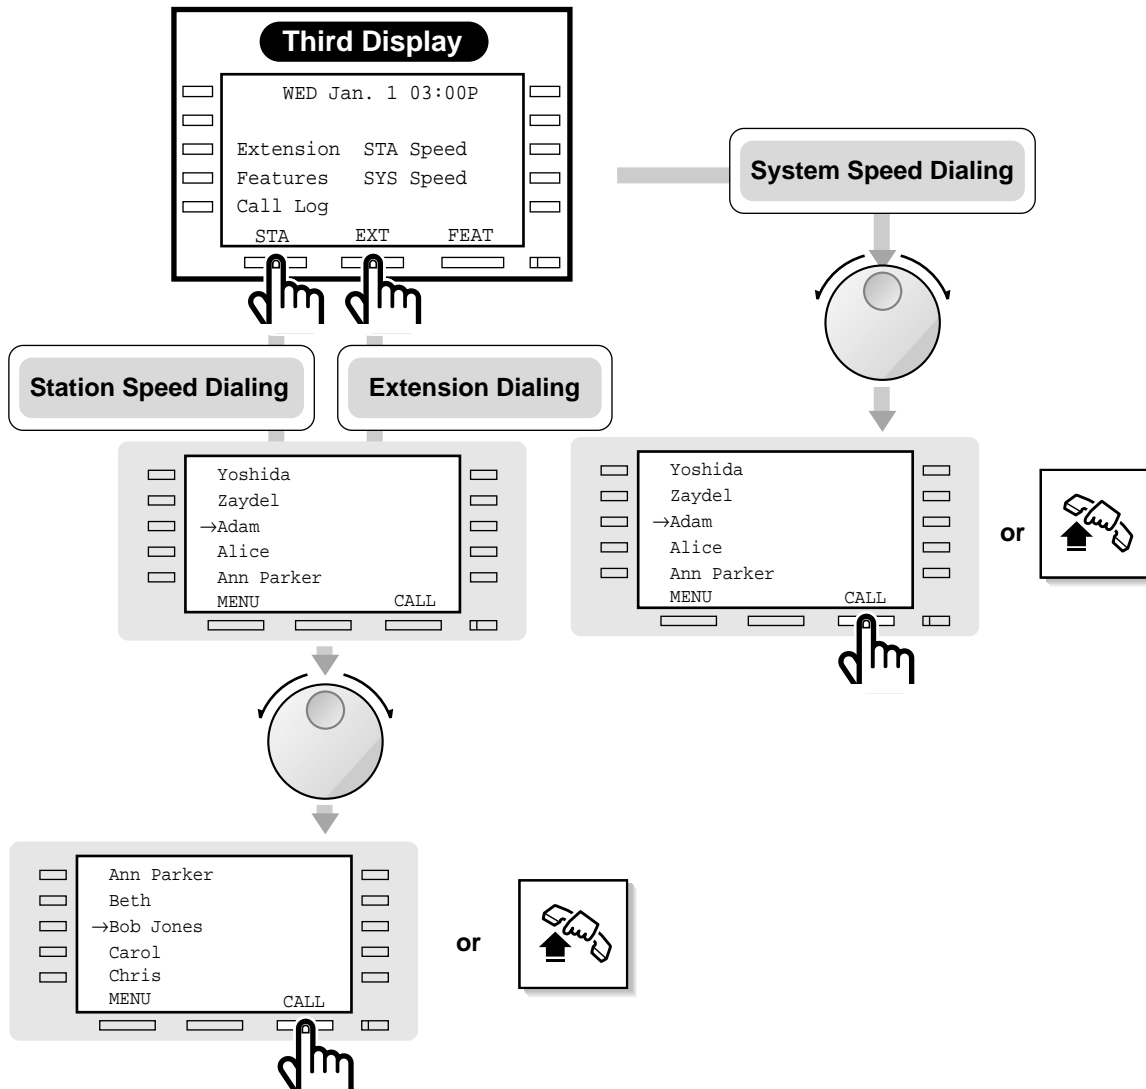 Third Display
WED Jan. 1 03:00P
Extension STA Speed
Features SYS Speed
Call Log
STA EXT FEAT
System Speed Dialing
Station Speed Dialing
Extension Dialing
Yoshida
Zaydel
→Adam
Alice
Ann Parker
MENU CALL
Yoshida
Zaydel
→Adam
Alice
Ann Parker
MENU CALL
or
Ann Parker
Beth
→Bob Jones
Carol
Chris
MENU CALL
or